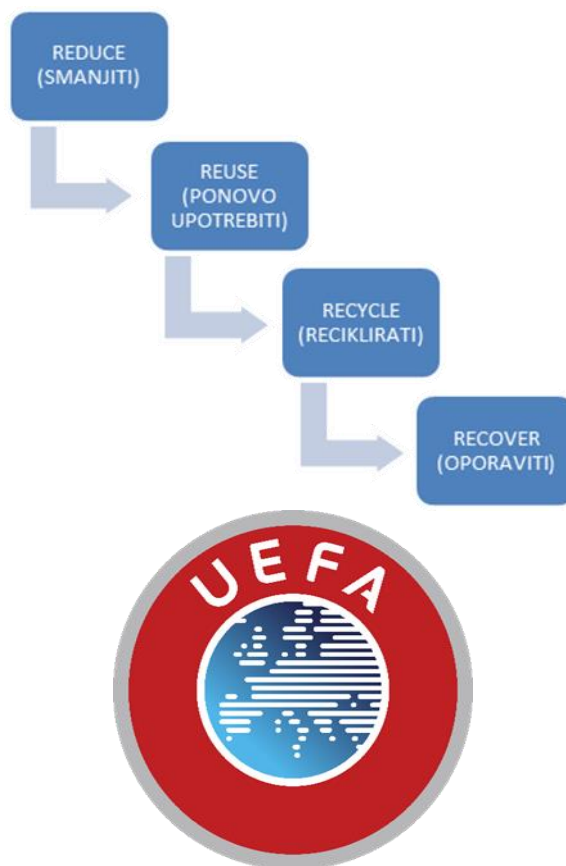 REDUCE
(SMANJITI)
REUSE
(PONOVO
UPOTREBITI)
RECYCLE
(RECIKLIRATI)
RECOVER
(OPORAVITI)
UEFA